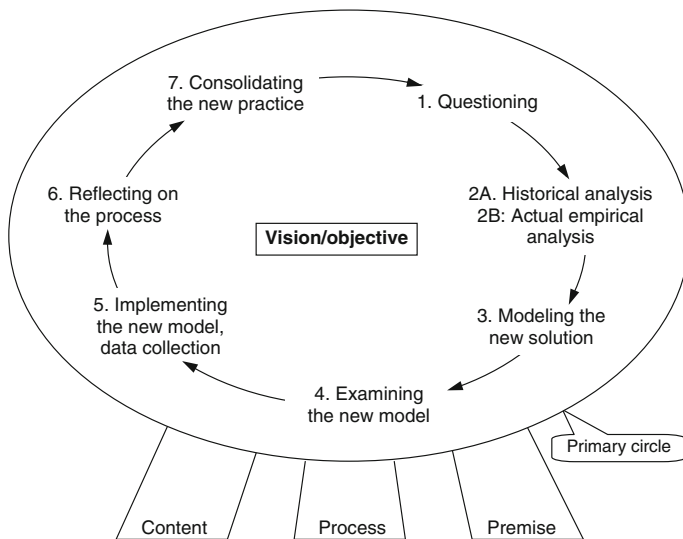 7. Consolidating
the new practice
1. Questioning
2A. Historical analysis
2B: Actual empirical
analysis
3. Modeling the
new solution
4. Examining
the new model
5. Implementing
the new model,
data collection
6. Reflecting on
the process
Vision/objective
Primary circle
Content
Process
Premise